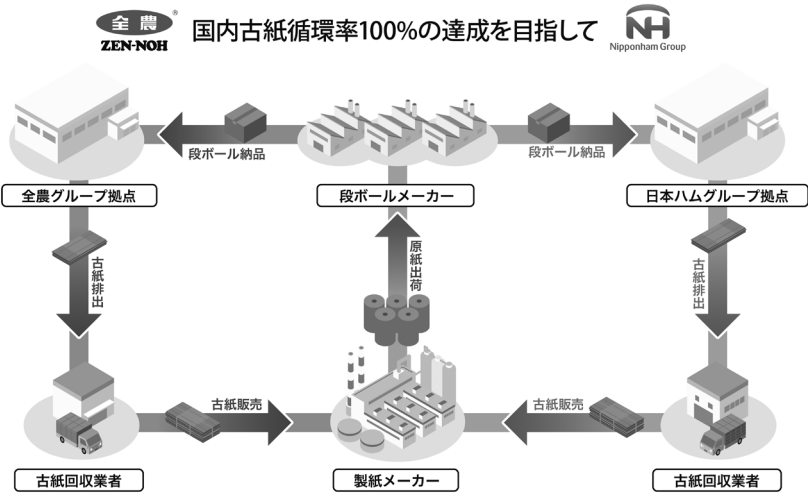 全農
®
ZEN-NOH
国内古紙循環率100%の達成を目指して
NH
Nipponham Group
段ボール納品
段ボール納品
全農グループ拠点
段ボールメーカー
日本ハムグループ拠点
古紙排出
原紙出荷
古紙排出
古紙販売
古紙販売
古紙回収業者
製紙メーカー
古紙回収業者